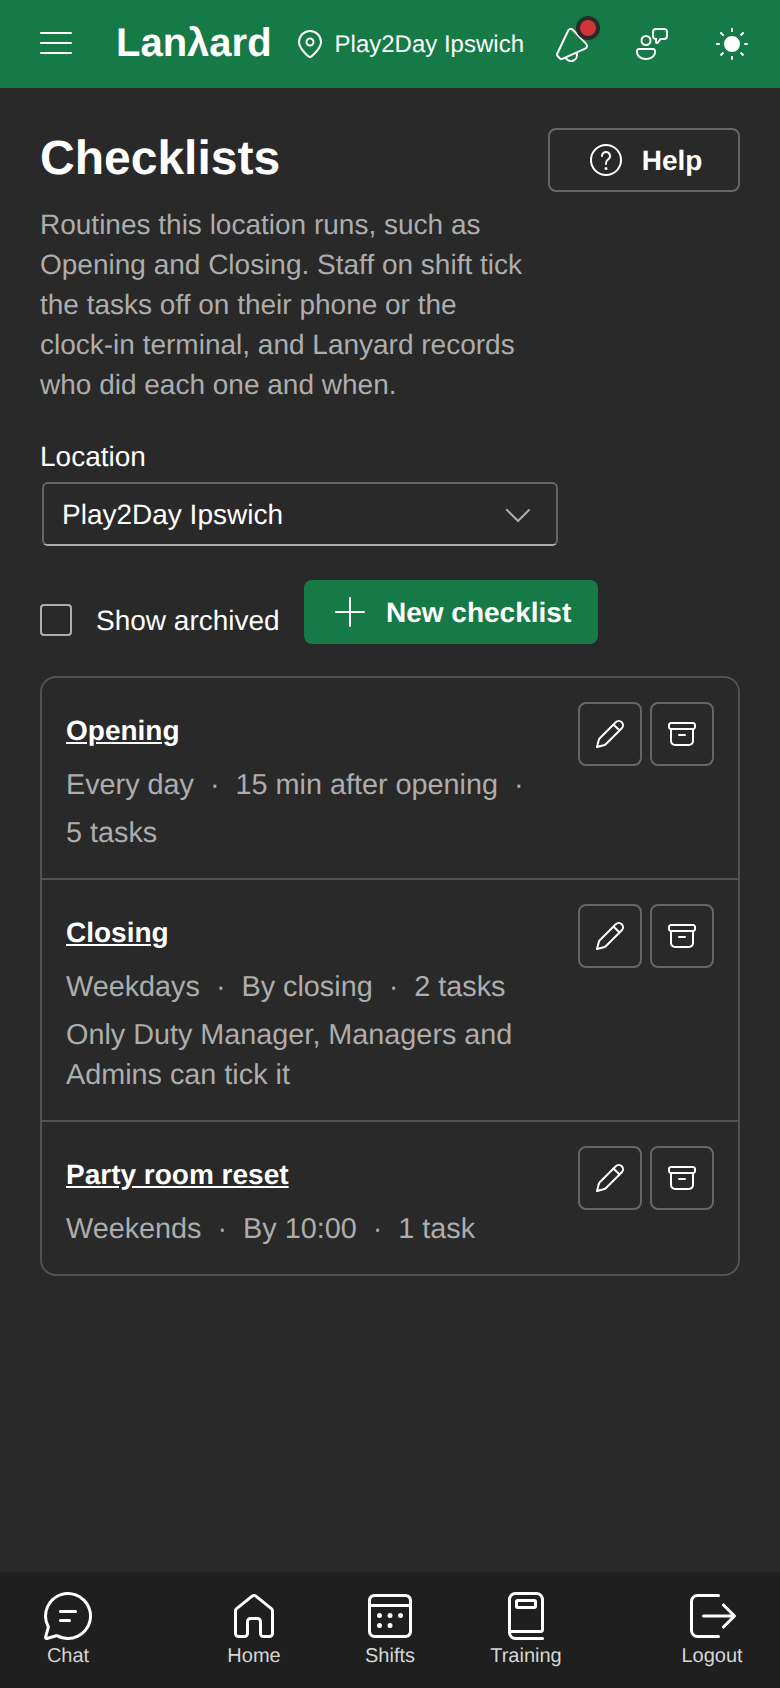 Lanλard
Play2Day Ipswich
Checklists
Help
Routines this location runs, such as
Opening and Closing. Staff on shift tick
the tasks off on their phone or the
clock-in terminal, and Lanyard records
who did each one and when.
Location
Play2Day Ipswich
Show archived
New checklist
Opening
Every day · 15 min after opening ·
5 tasks
Closing
Weekdays · By closing · 2 tasks
Only Duty Manager, Managers and
Admins can tick it
Party room reset
Weekends · By 10:00 · 1 task
Chat
Home
Shifts
Training
Logout